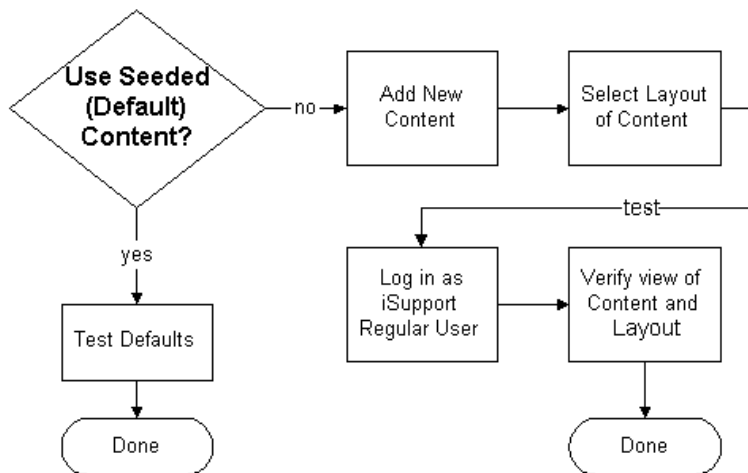 Use Seeded
(Default)
Content?
no
Add New
Content
Select Layout
of Content
test
yes
Log in as
iSupport
Regular User
Verify view of
Content and
Layout
Test Defaults
Done
Done